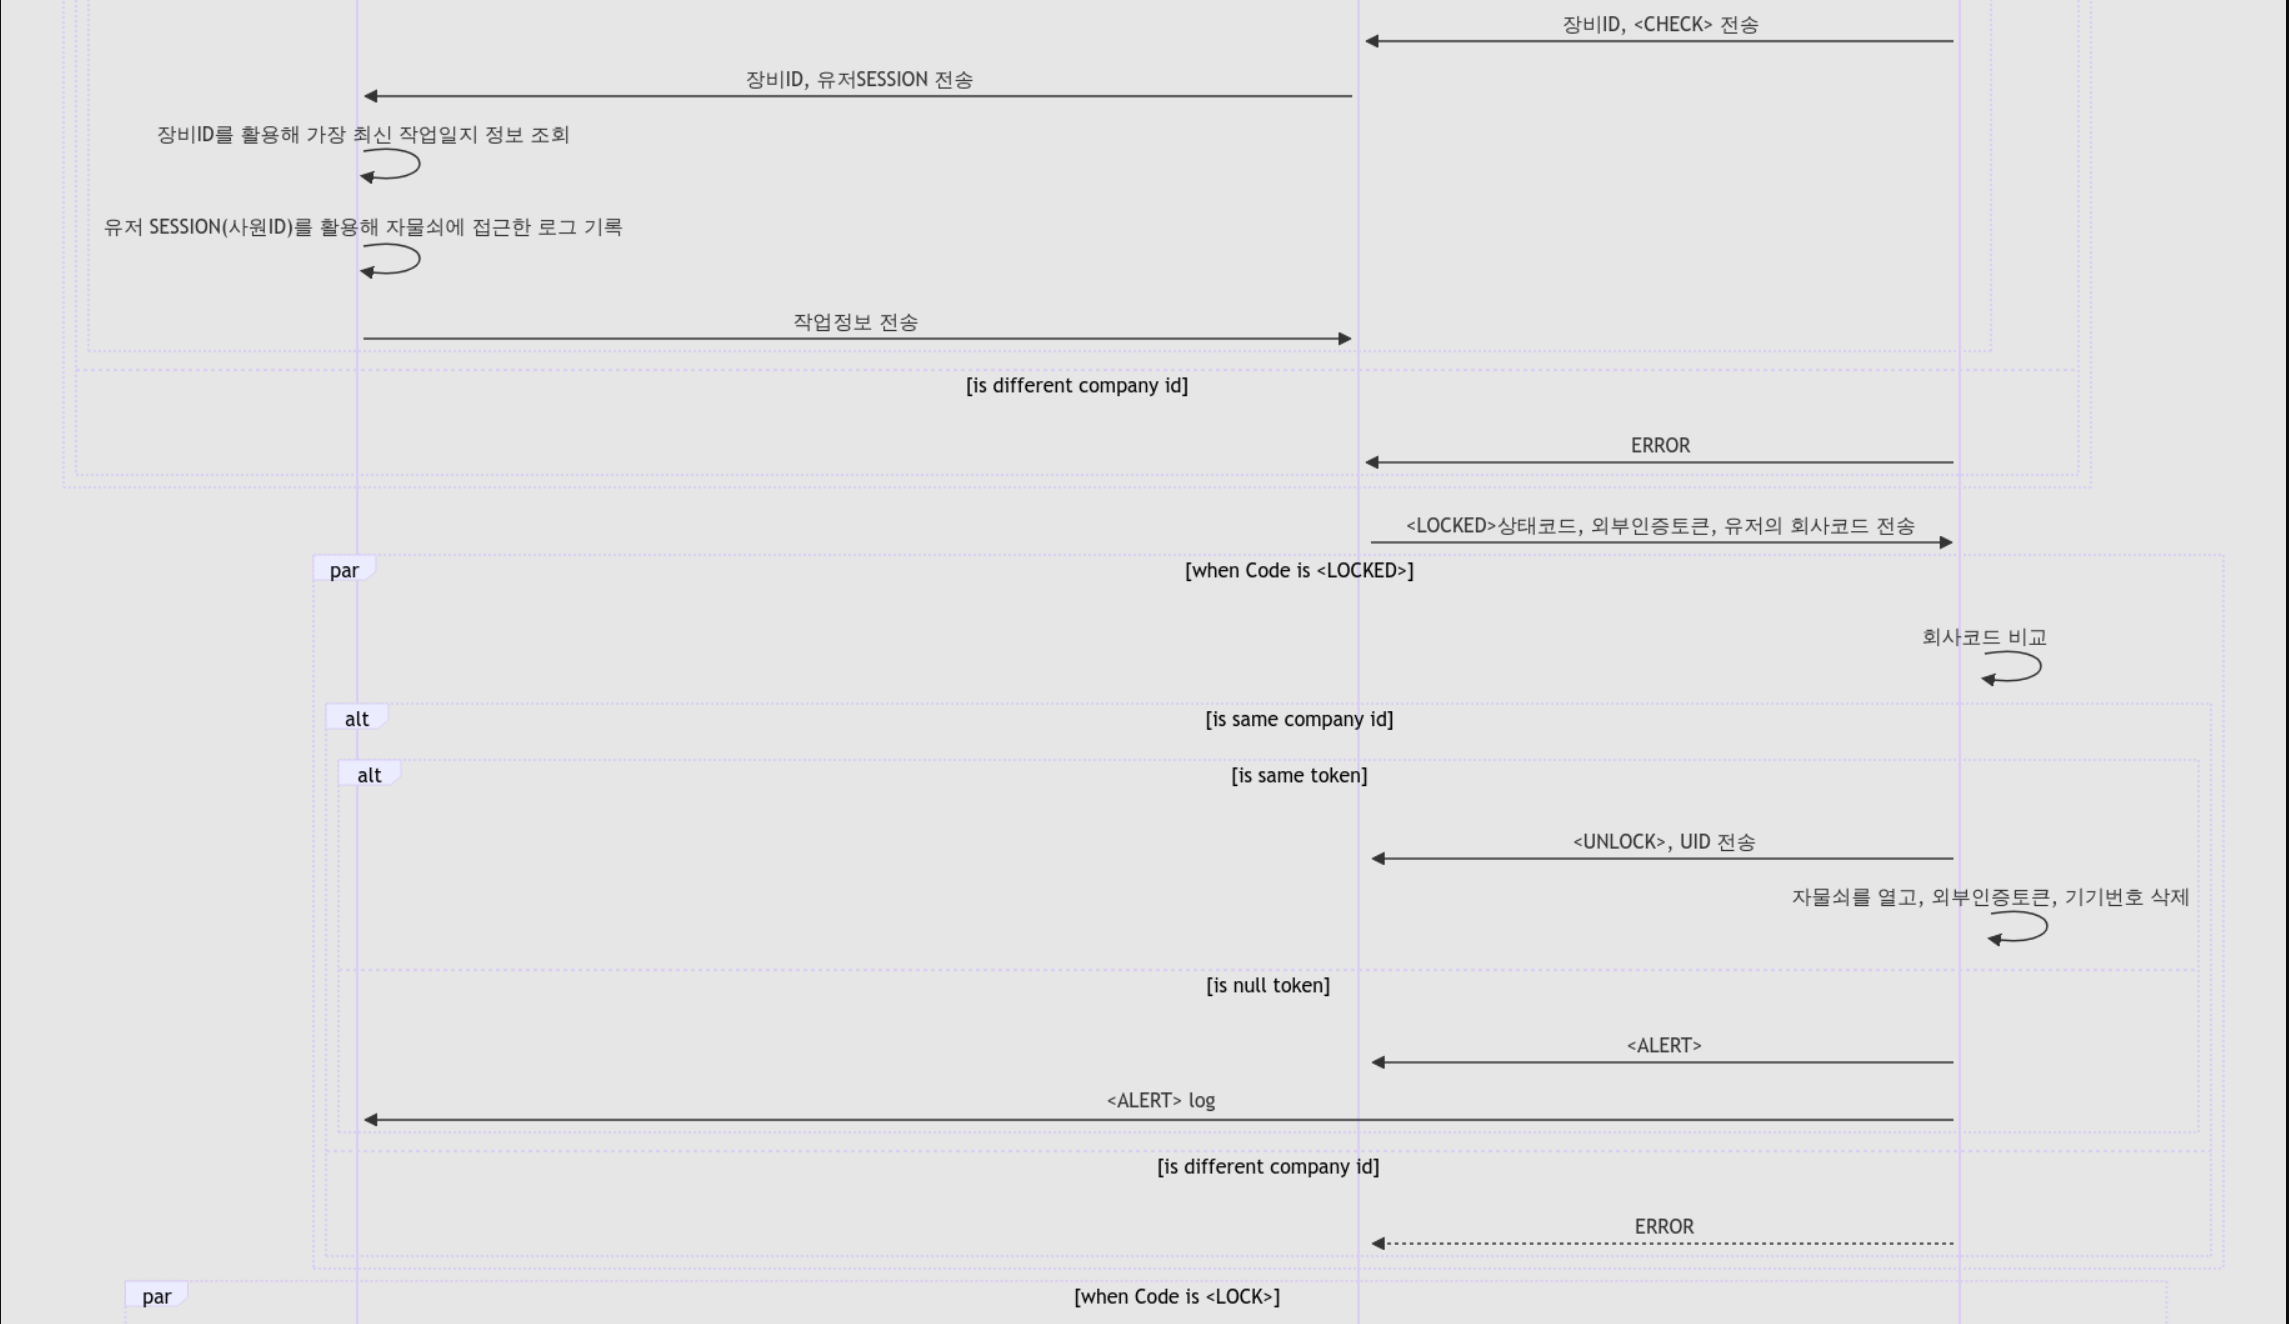 장비ID, <CHECK> 전송
장비ID, 유저SESSION 전송
장비ID를 활용해 가장 최신 작업일지 정보 조회
유저 SESSION(사원ID)를 활용해 자물쇠에 접근한 로그 기록
작업정보 전송
[is different company id]
ERROR
<LOCKED>상태코드, 외부인증토큰, 유저의 회사코드 전송
par
[when Code is <LOCKED>]
회사코드 비교
alt
[is same company id]
alt
[is same token]
<UNLOCK>, UID 전송
자물쇠를 열고, 외부인증토큰, 기기번호 삭제
[is null token]
<ALERT>
<ALERT> log
[is different company id]
ERROR
par
[when Code is <LOCK>]